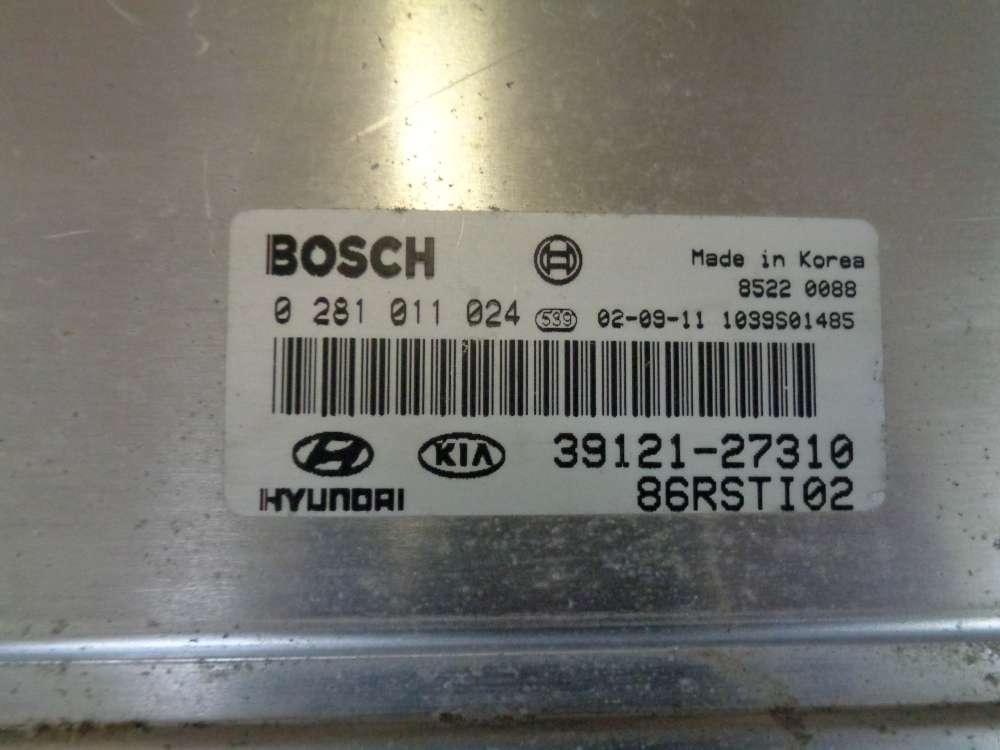 BOSCH
Made in Korea
8522 0088
0 281 011 024 539 02-09-11 1039S01485
KIA 39121-27310
HYUNDAI 86RSTI02